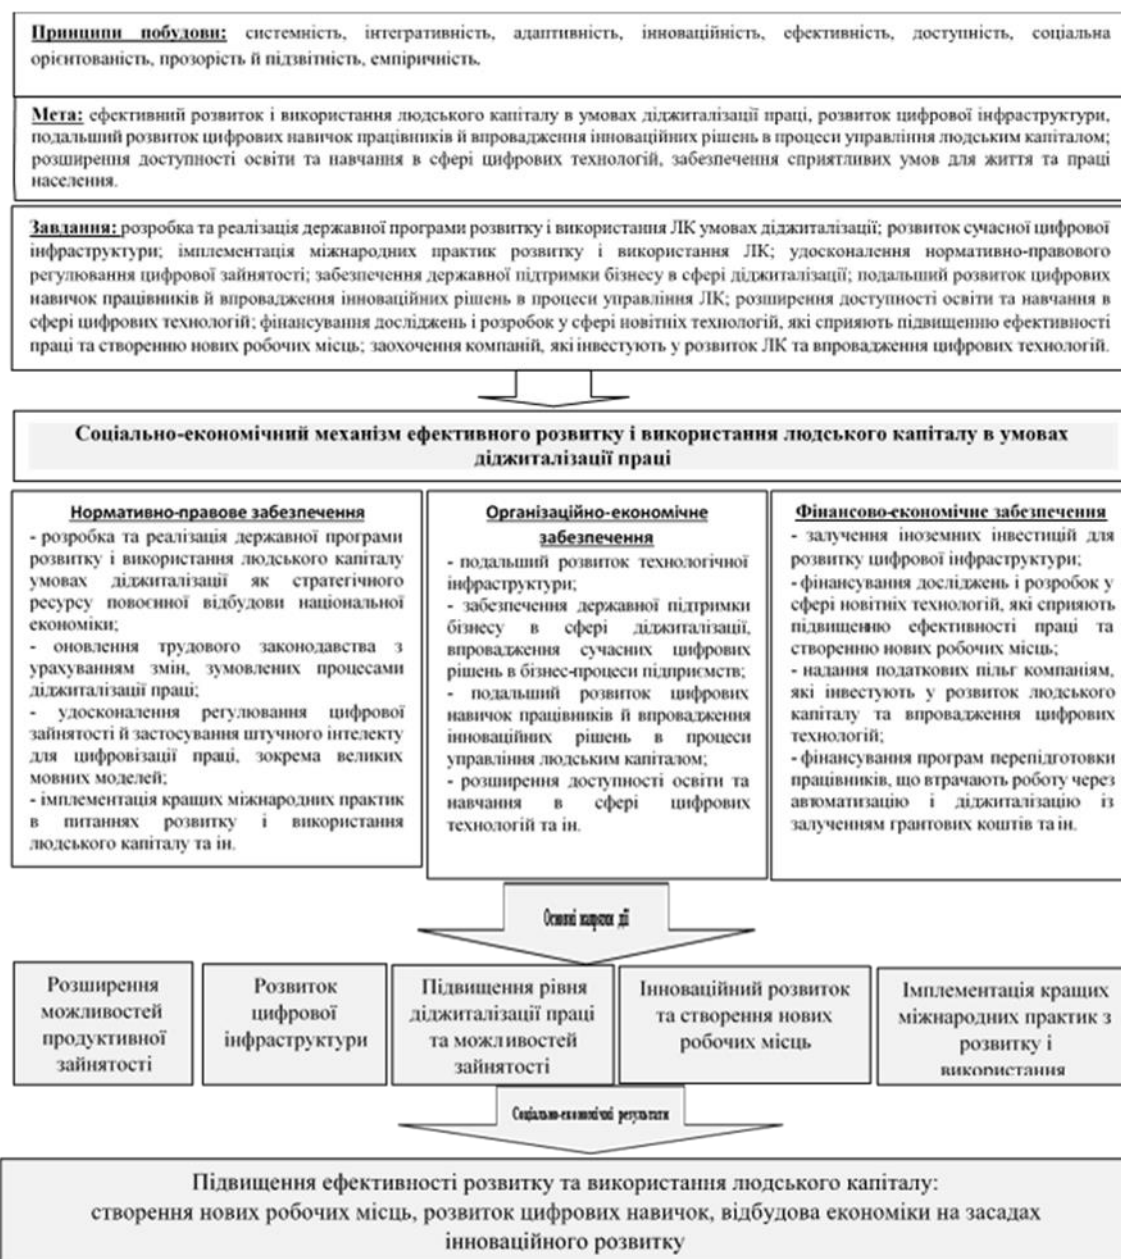 Принципи побудови: системність, інтегративність, адаптивність, інноваційність, ефективність, доступність, соціальна
орієнтованість, прозорість й підзвітність, емпіричність.
Мета: ефективний розвиток і використання людського капіталу в умовах діджиталізації праці, розвиток цифрової інфраструктури,
подальший розвиток цифрових навичок працівників й впровадження інноваційних рішень в процеси управління людським капіталом;
розширення доступності освіти та навчання в сфері цифрових технологій, забезпечення сприятливих умов для життя та праці
населення.
Завдання: розробка та реалізація державної програми розвитку і використання ЛК умовах діджиталізації; розвиток сучасної цифрової
інфраструктури; імплементація міжнародних практик розвитку і використання ЛК; удосконалення нормативно-правового
регулювання цифрової зайнятості; забезпечення державної підтримки бізнесу в сфері діджиталізації; подальший розвиток цифрових
навичок працівників й впровадження інноваційних рішень в процеси управління ЛК; розширення доступності освіти та навчання в
сфері цифрових технологій; фінансування досліджень і розробок у сфері новітніх технологій, які сприяють підвищенню ефективності
праці та створенню нових робочих місць; заохочення компаній, які інвестують у розвиток ЛК та впровадження цифрових технологій.
Соціально-економічний механізм ефективного розвитку і використання людського капіталу в умовах
діджиталізації праці
Нормативно-правове забезпечення
- розробка та реалізація державної програми
розвитку і використання людського капіталу
умовах діджиталізації як стратегічного
ресурсу повоєнної відбудови національної
економіки;
- оновлення трудового законодавства з
урахуванням змін, зумовлених процесами
діджиталізації праці;
- удосконалення регулювання цифрової
зайнятості й застосування штучного інтелекту
для цифровізації праці, зокрема великих
мовних моделей;
- імплементація кращих міжнародних практик
в питаннях розвитку і використання
людського капіталу та ін.
Організаційно-економічне
забезпечення
- подальший розвиток технологічної
інфраструктури;
- забезпечення державної підтримки
бізнесу в сфері діджиталізації,
впровадження сучасних цифрових
рішень в бізнес-процеси підприємств;
- подальший розвиток цифрових
навичок працівників й впровадження
інноваційних рішень в процеси
управління людським капіталом;
- розширення доступності освіти та
навчання в сфері цифрових
технологій та ін.
Фінансово-економічне забезпечення
- залучення іноземних інвестицій для
розвитку цифрової інфраструктури;
- фінансування досліджень і розробок у
сфері новітніх технологій, які сприяють
підвищенню ефективності праці та
створенню нових робочих місць;
- надання податкових пільг компаніям,
які інвестують у розвиток людського
капіталу та впровадження цифрових
технологій;
- фінансування програм перепідготовки
працівників, що втрачають роботу через
автоматизацію і діджиталізацію із
залученням грантових коштів та ін.
Основні напрями дії
Розширення
можливостей
продуктивної
зайнятості
Розвиток
цифрової
інфраструктури
Підвищення рівня
діджиталізації праці
та можливостей
зайнятості
Інноваційний розвиток
та створення нових
робочих місць
Імплементація кращих
міжнародних практик з
розвитку і
використання
Соціально-економічні результати
Підвищення ефективності розвитку та використання людського капіталу:
створення нових робочих місць, розвиток цифрових навичок, відбудова економіки на засадах
інноваційного розвитку